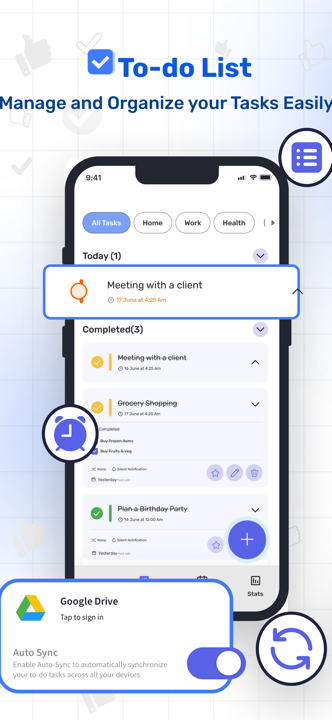 To-do List
Manage and Organize your Tasks Easily
9:41
All Tasks Home Work Health
Today (1)
Meeting with a client
17 June at 4:25 Am
Completed(3)
Meeting with a client
16 June at 4:25 Am
Grocery Shopping
17 June at 4:25 Am
Completed
Buy Frozen Items
Buy Fruits & Veg
None Silent Notification
Yesterday
Plan a Birthday Party
14 June at 12:00 Am
None Silent Notification
Yesterday
Stats
Google Drive
Tap to sign in
Auto Sync
Enable Auto-Sync to automatically synchronize
your to-do tasks across all your devices